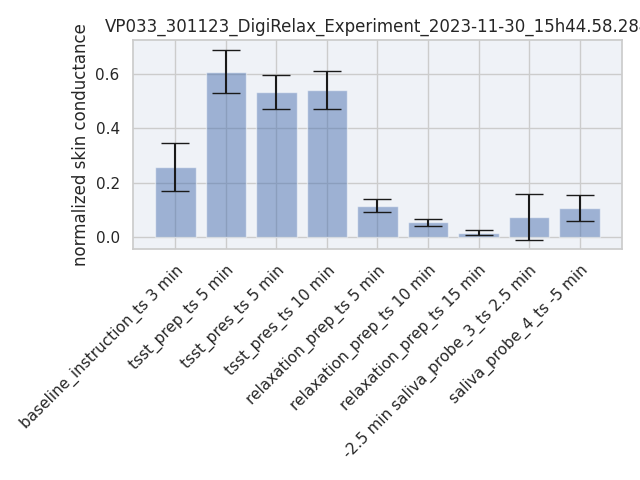 VP033_301123_DigiRelax_Experiment_2023-11-30_15h44.58.28
normalized skin conductance
0.6
0.4
0.2
0.0
baseline_instruction_ts 3 min
tsst_prep_ts 5 min
tsst_pres_ts 5 min
tsst_pres_ts 10 min
relaxation_prep_ts 5 min
relaxation_prep_ts 10 min
relaxation_prep_ts 15 min
-2.5 min saliva_probe_3_ts 2.5 min
saliva_probe_4_ts -5 min